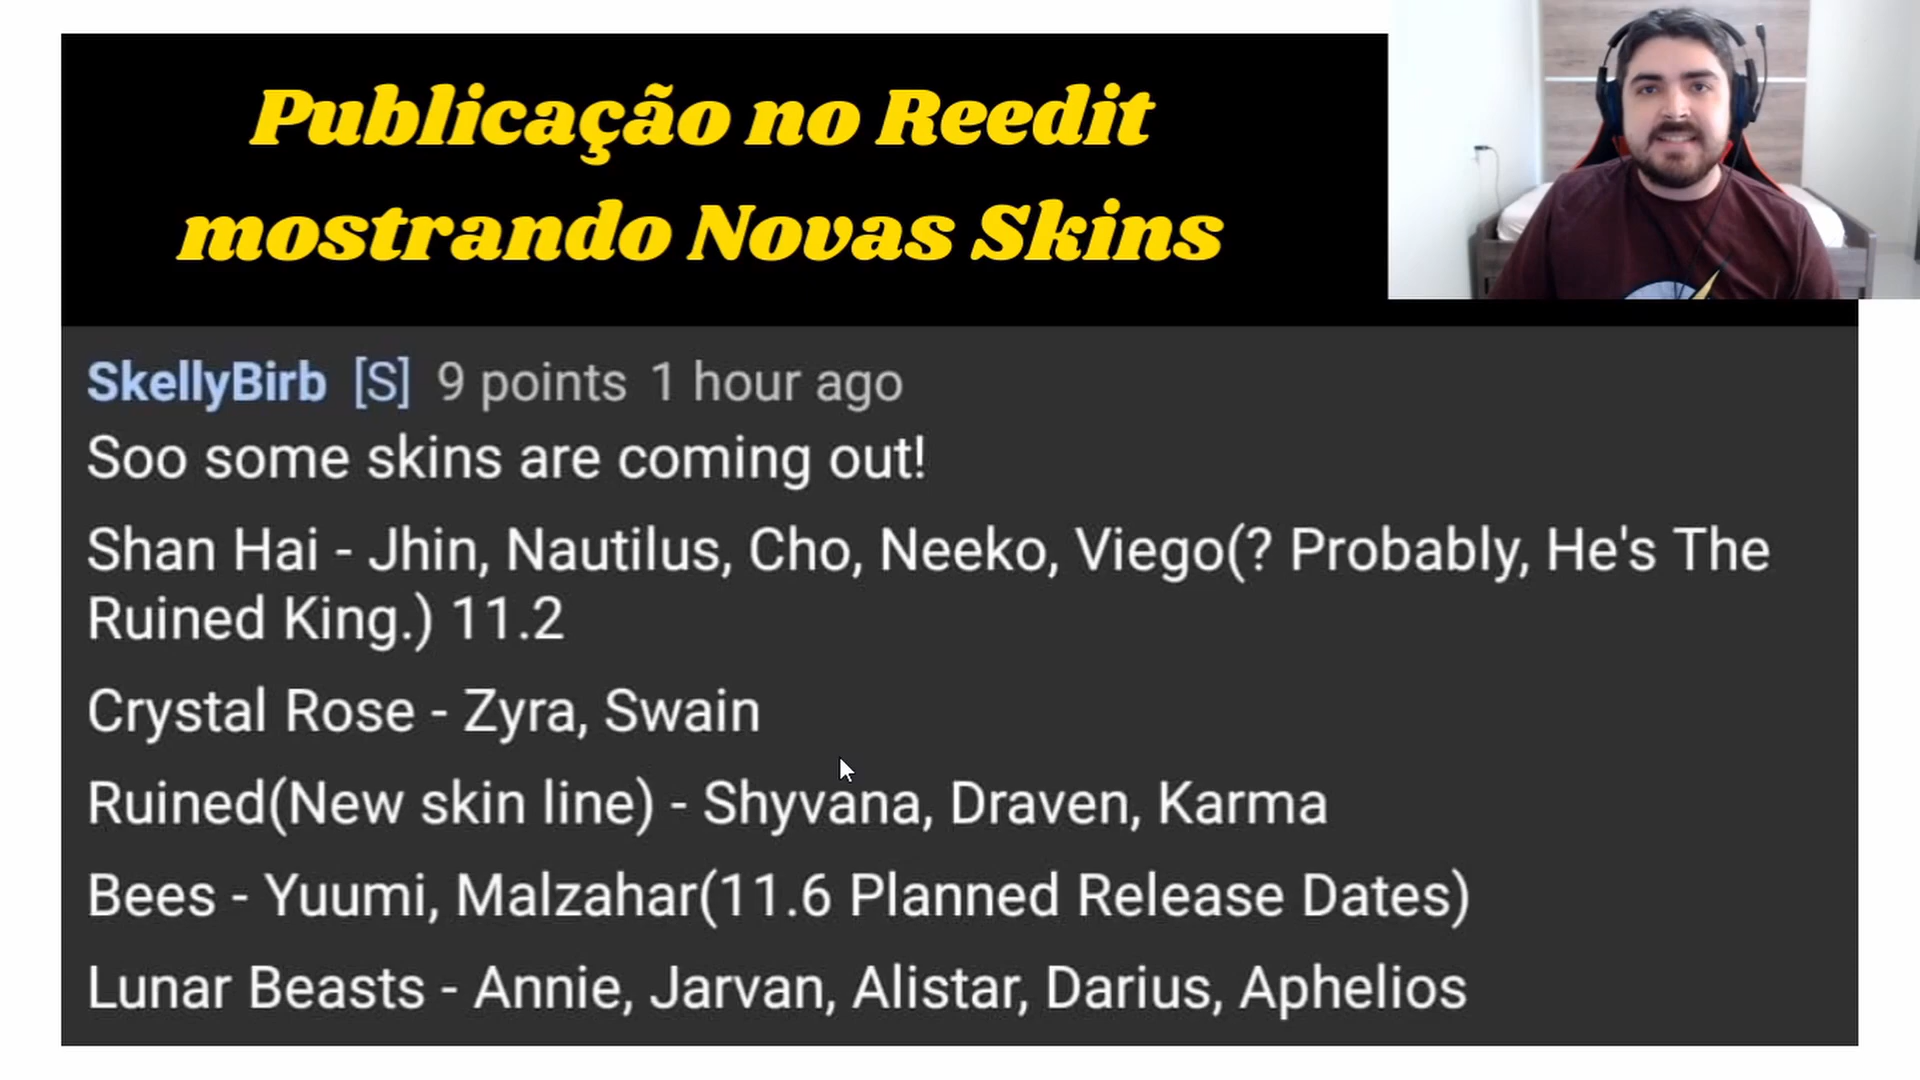 Publicação no Reedit
mostrando Novas Skins
SkellyBirb [S] 9 points 1 hour ago
Soo some skins are coming out!
Shan Hai - Jhin, Nautilus, Cho, Neeko, Viego(? Probably, He's The
Ruined King.) 11.2
Crystal Rose - Zyra, Swain
Ruined(New skin line) - Shyvana, Draven, Karma
Bees - Yuumi, Malzahar(11.6 Planned Release Dates)
Lunar Beasts - Annie, Jarvan, Alistar, Darius, Aphelios